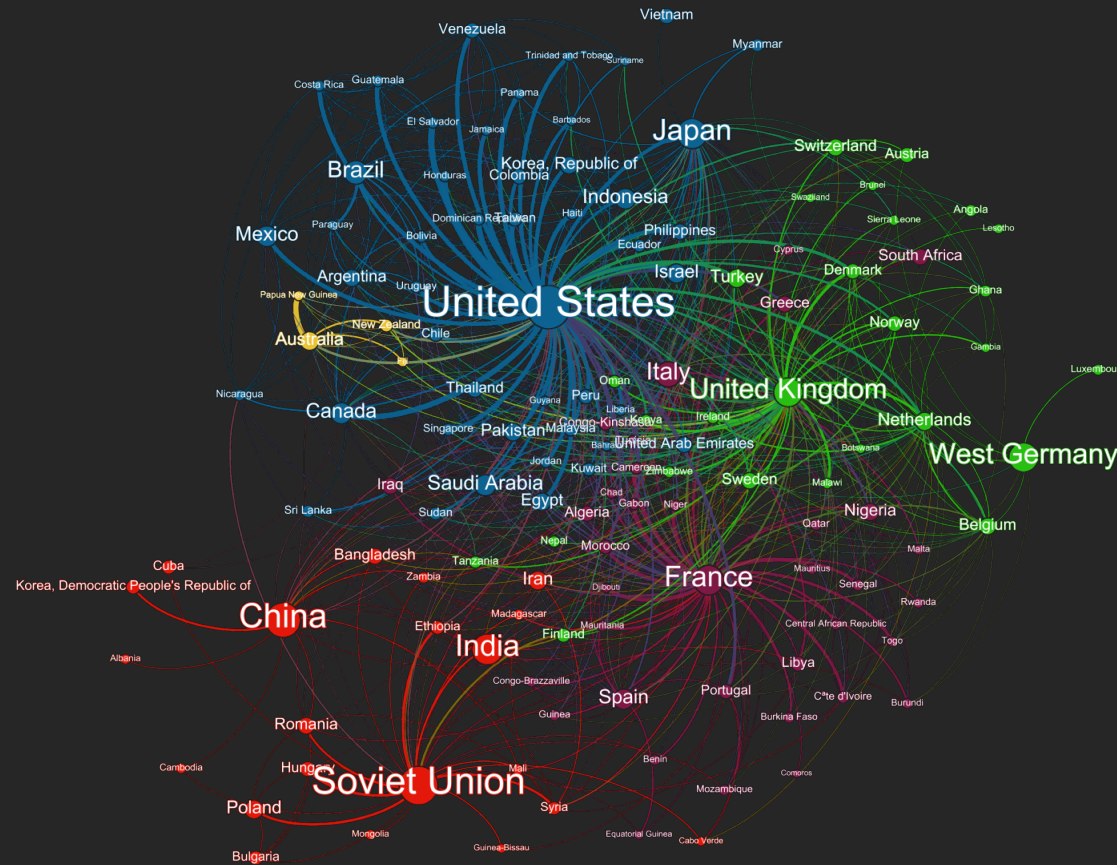 Vietnam
Venezuela
Myanmar
Trinidad and Tobago
Suriname
Costa Rica
Guatemala
Panama
El Salvador
Jamaica
Barbados
Japan
Switzerland
Austria
Brazil
Korea, Republic of
Colombia
Honduras
Indonesia
Brunei
Swaziland
Haiti
Dominican Re
Taiwan
Sierra Leone
Angola
Lesotho
Paraguay
Mexico
Bolivia
Philippines
Ecuador
Cyprus
South Africa
Argentina
Uruguay
Israel
Turkey
Denmark
Papua New Guinea
United States
Greece
Ghana
New Zealand
Australia
Chile
Norway
Gambia
Italy
Luxembou
Oman
Nicaragua
Thailand
Guyana
Peru
United Kingdom
Canada
Liberia
Ireland
Congo-Kinshasa
Kenya
Netherlands
Singapore
Pakistan
Malaysia
United Arab Emirates
Botswana
West Germany
Jordan
Kuwait
Cameroon
Zimbabwe
Iraq
Saudi Arabia
Sweden
Malawi
Chad
Egypt
Gabon
Niger
Sri Lanka
Sudan
Algeria
Nigeria
Qatar
Belgium
Nepal
Morocco
Malta
Bangladesh
Tanzania
Cuba
Zambia
Iran
Djibouti
France
Mauritius
Senegal
Korea, Democratic People's Republic of
Rwanda
China
Madagascar
Ethiopia
Mauritania
Central African Republic
Finland
Togo
India
Albania
Libya
Congo-Brazzaville
Spain
Portugal
Cªte d'Ivoire
Burundi
Guinea
Burkina Faso
Romania
Benin
Cambodia
Hungary
Mali
Comoros
Soviet Union
Mozambique
Poland
Syria
Mongolia
Equatorial Guinea
Cabo Verde
Guinea-Bissau
Bulgaria